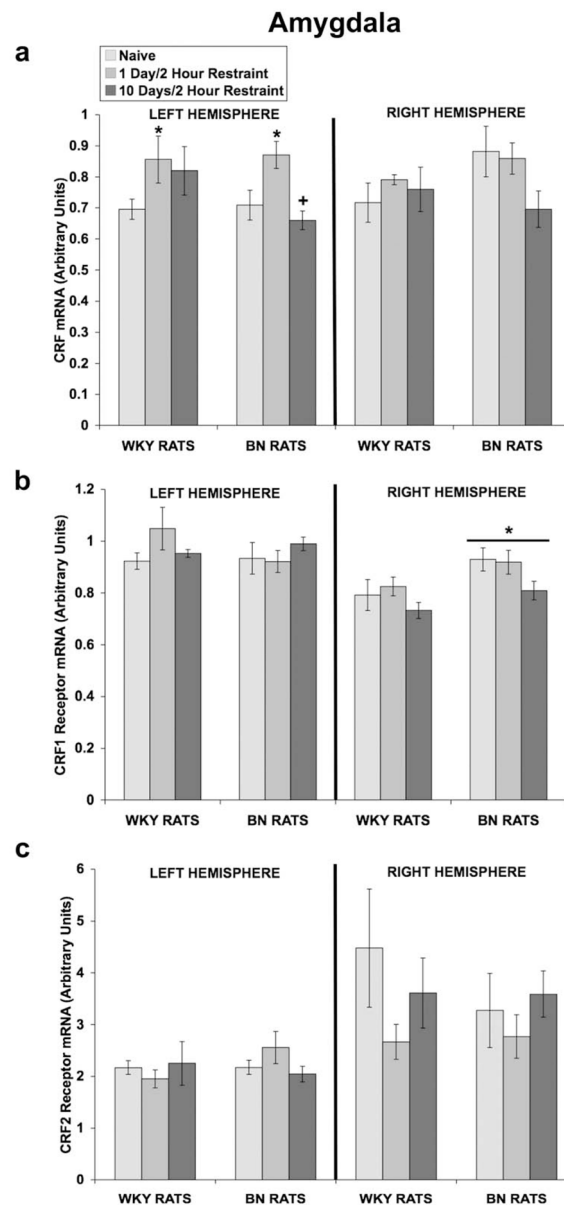 Amygdala
a
Naive
1 Day/2 Hour Restraint
10 Days/2 Hour Restraint
LEFT HEMISPHERE
RIGHT HEMISPHERE
CRF mRNA (Arbitrary Units)
1
0.9
0.8
0.7
0.6
0.5
0.4
0.3
0.2
0.1
0
*
*
+
WKY RATS
BN RATS
WKY RATS
BN RATS
b
LEFT HEMISPHERE
RIGHT HEMISPHERE
CRF1 Receptor mRNA (Arbitrary Units)
1.2
1
0.8
0.6
0.4
0.2
0
*
WKY RATS
BN RATS
WKY RATS
BN RATS
c
LEFT HEMISPHERE
RIGHT HEMISPHERE
CRF2 Receptor mRNA (Arbitrary Units)
6
5
4
3
2
1
0
WKY RATS
BN RATS
WKY RATS
BN RATS